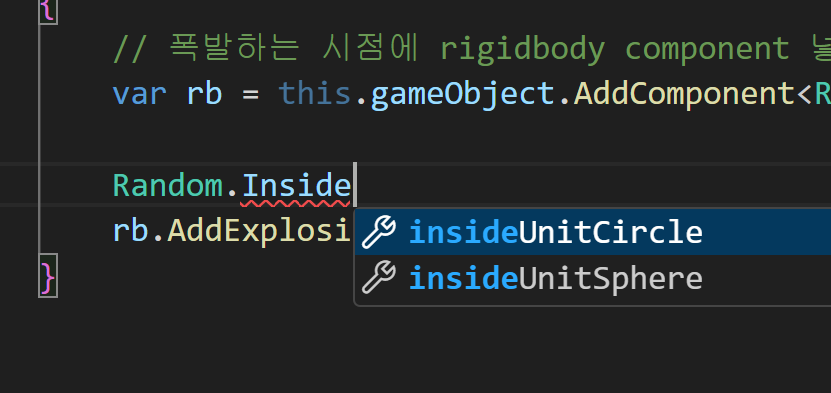 {
// 폭발하는 시점에 rigidbody component 넣
var rb = this.gameObject.AddComponent<R
Random.Inside
rb.AddExplosi
insideUnitCircle
insideUnitSphere
}